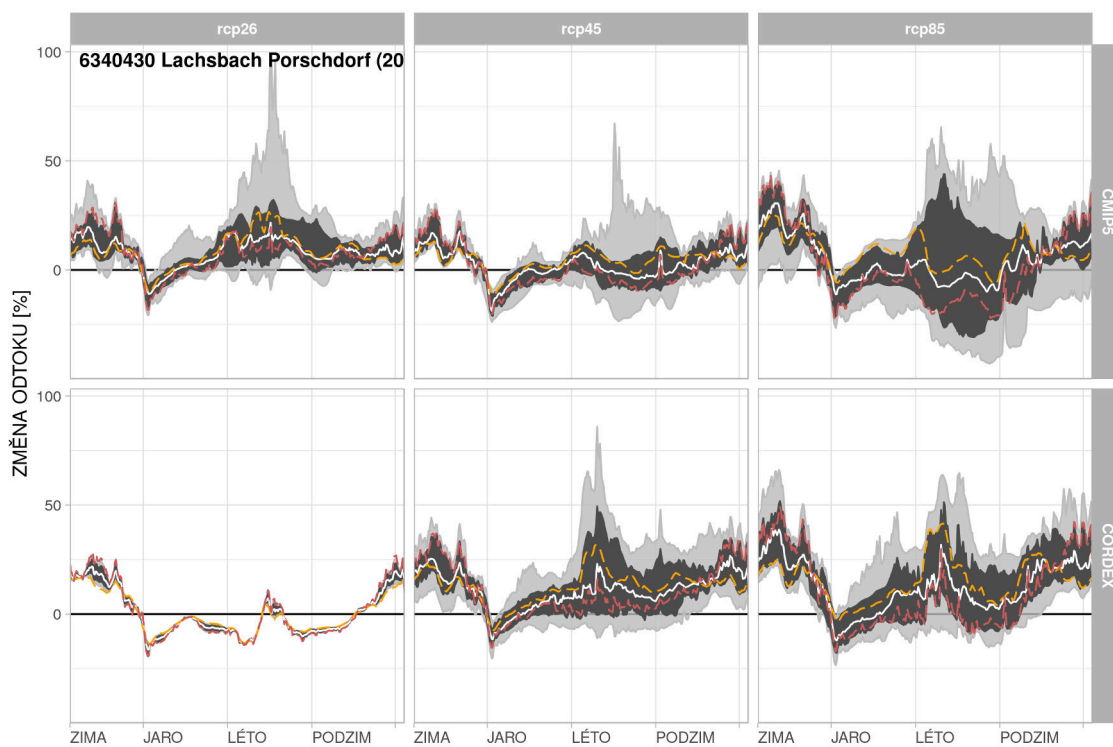 rcp26 rcp45 rcp85
6340430 Lachsbach Porschdorf (20
100
50
0
CMIP5
ZMĚNA ODTOKU [%]
100
50
0
CORDEX
ZIMA JARO LÉTO PODZIM ZIMA JARO LÉTO PODZIM ZIMA JARO LÉTO PODZIM